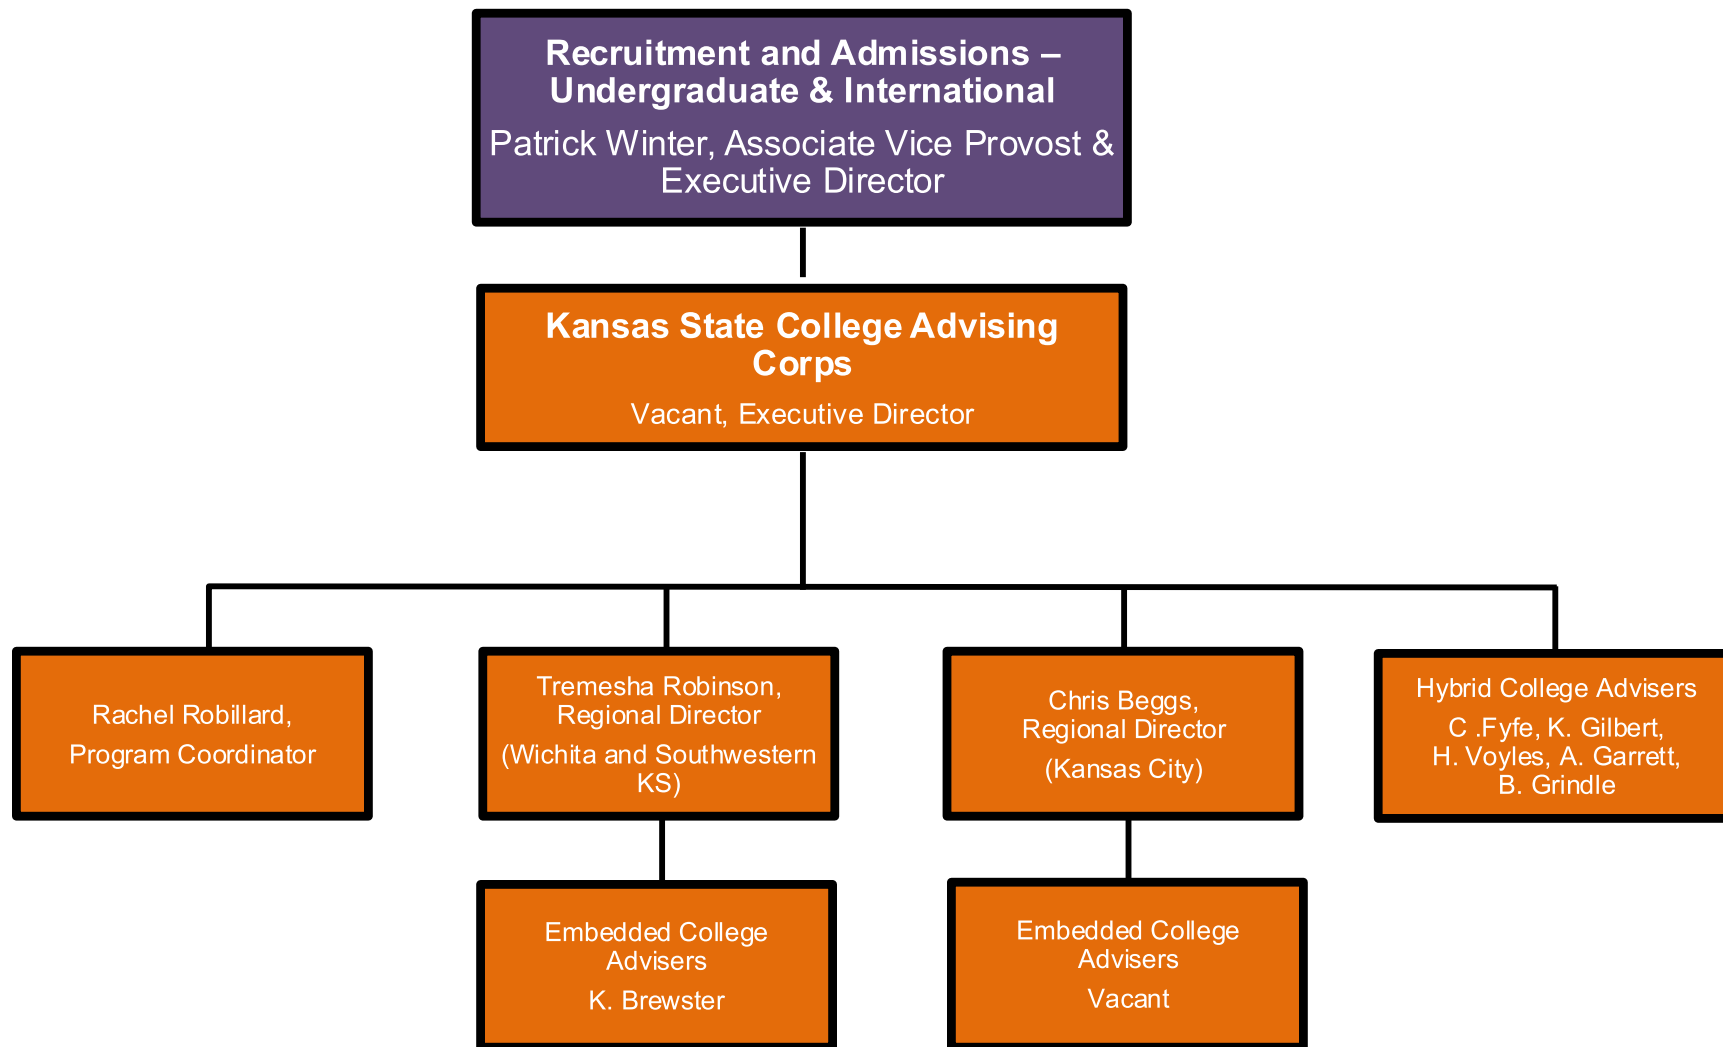 Recruitment and Admissions –
Undergraduate & International
Patrick Winter, Associate Vice Provost &
Executive Director
Kansas State College Advising
Corps
Vacant, Executive Director
Rachel Robillard,
Program Coordinator
Tremesha Robinson,
Regional Director
(Wichita and Southwestern
KS)
Chris Beggs,
Regional Director
(Kansas City)
Hybrid College Advisers
C .Fyfe, K. Gilbert,
H. Voyles, A. Garrett,
B. Grindle
Embedded College
Advisers
K. Brewster
Embedded College
Advisers
Vacant